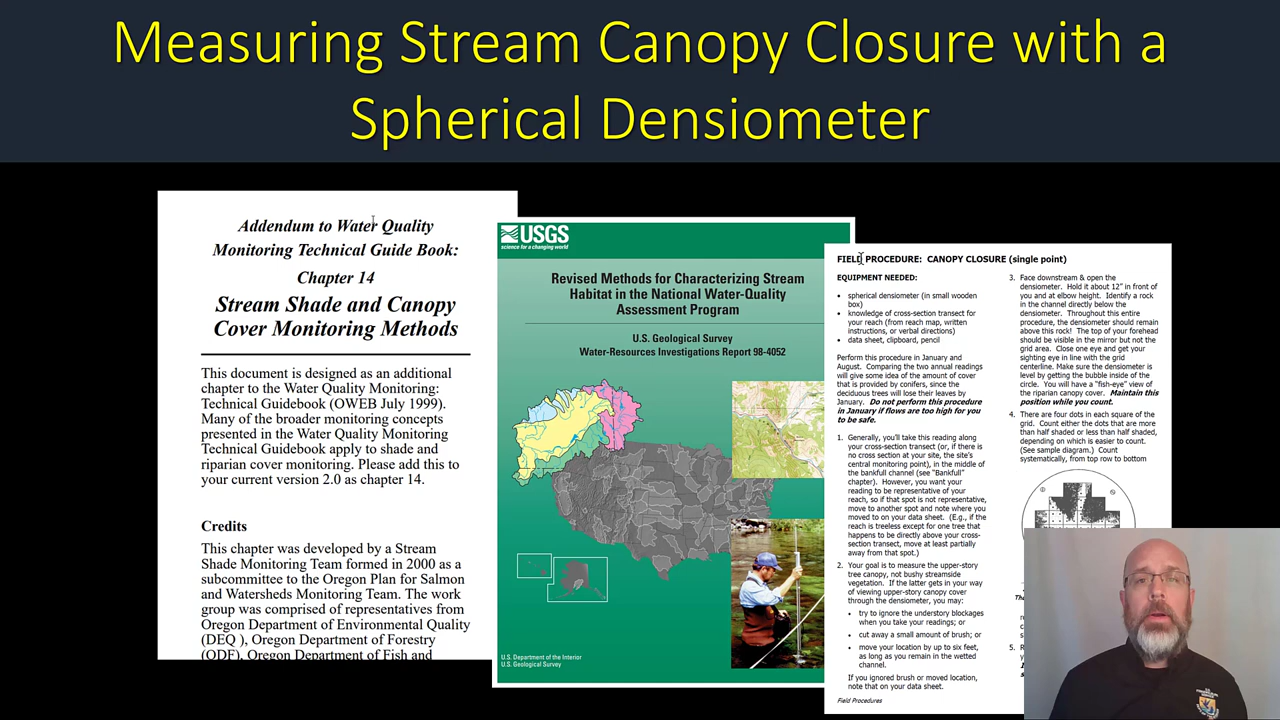 Measuring Stream Canopy Closure with a
Spherical Densiometer
Addendum to Water Quality
Monitoring Technical Guide Book:
Chapter 14
Stream Shade and Canopy
Cover Monitoring Methods
This document is designed as an additional
chapter to the Water Quality Monitoring:
Technical Guidebook (OWEB July 1999).
Many of the broader monitoring concepts
presented in the Water Quality Monitoring
Technical Guidebook apply to shade and
riparian cover monitoring. Please add this to
your current version 2.0 as chapter 14.
Credits
This chapter was developed by a Stream
Shade Monitoring Team formed in 2000 as a
subcommittee to the Oregon Plan for Salmon
and Watersheds Monitoring Team. The work
group was comprised of representatives from
Oregon Department of Environmental Quality
(DEQ ), Oregon Department of Forestry
(ODF), Oregon Department of Fish and
USGS
science for a changing world
Revised Methods for Characterizing Stream
Habitat in the National Water-Quality
Assessment Program
U.S. Geological Survey
Water-Resources Investigations Report 98-4052
U.S. Department of the Interior
U.S. Geological Survey
FIELD PROCEDURE: CANOPY CLOSURE (single point)
EQUIPMENT NEEDED:
• spherical densiometer (in small wooden
box)
• knowledge of cross-section transect for
your reach (from reach map, written
instructions, or verbal directions)
• data sheet, clipboard, pencil
Perform this procedure in January and
August. Comparing the two annual readings
will give some idea of the amount of cover
that is provided by conifers, since the
deciduous trees will lose their leaves by
January. Do not perform this procedure
in January if flows are too high for you
to be safe.
1. Generally, you'll take this reading along
your cross-section transect (or, if there is
no cross section at your site, the site's
central monitoring point), in the middle of
the bankfull channel (see "Bankfull"
chapter). However, you want your
reading to be representative of your
reach, so if that spot is not representative,
move to another spot and note where you
moved to on your data sheet. (E.g., if the
reach is treeless except for one tree that
happens to be directly above your cross-
section transect, move at least partially
away from that spot.)
2. Your goal is to measure the upper-story
tree canopy, not bushy streamside
vegetation. If the latter gets in your way
of viewing upper-story canopy cover
through the densiometer, you may:
• try to ignore the understory blockages
when you take your readings; or
• cut away a small amount of brush; or
• move your location by up to six feet,
as long as you remain in the wetted
channel.
If you ignored brush or moved location,
note that on your data sheet.
Field Procedures
3. Face downstream & open the
densiometer. Hold it about 12" in front of
you and at elbow height. Identify a rock
in the channel directly below the
densiometer. Throughout this entire
procedure, the densiometer should remain
above this rock! The top of your forehead
should be visible in the mirror but not the
grid area. Close one eye and get your
sighting eye in line with the grid
centerline. Make sure the densiometer is
level by getting the bubble inside of the
circle. You will have a "fish-eye" view of
the riparian canopy cover. Maintain this
position while you count.
4. There are four dots in each square of the
grid. Count either the dots that are more
than half shaded or less than half shaded,
depending on which is easier to count.
(See sample diagram.) Count
systematically, from top row to bottom
5.